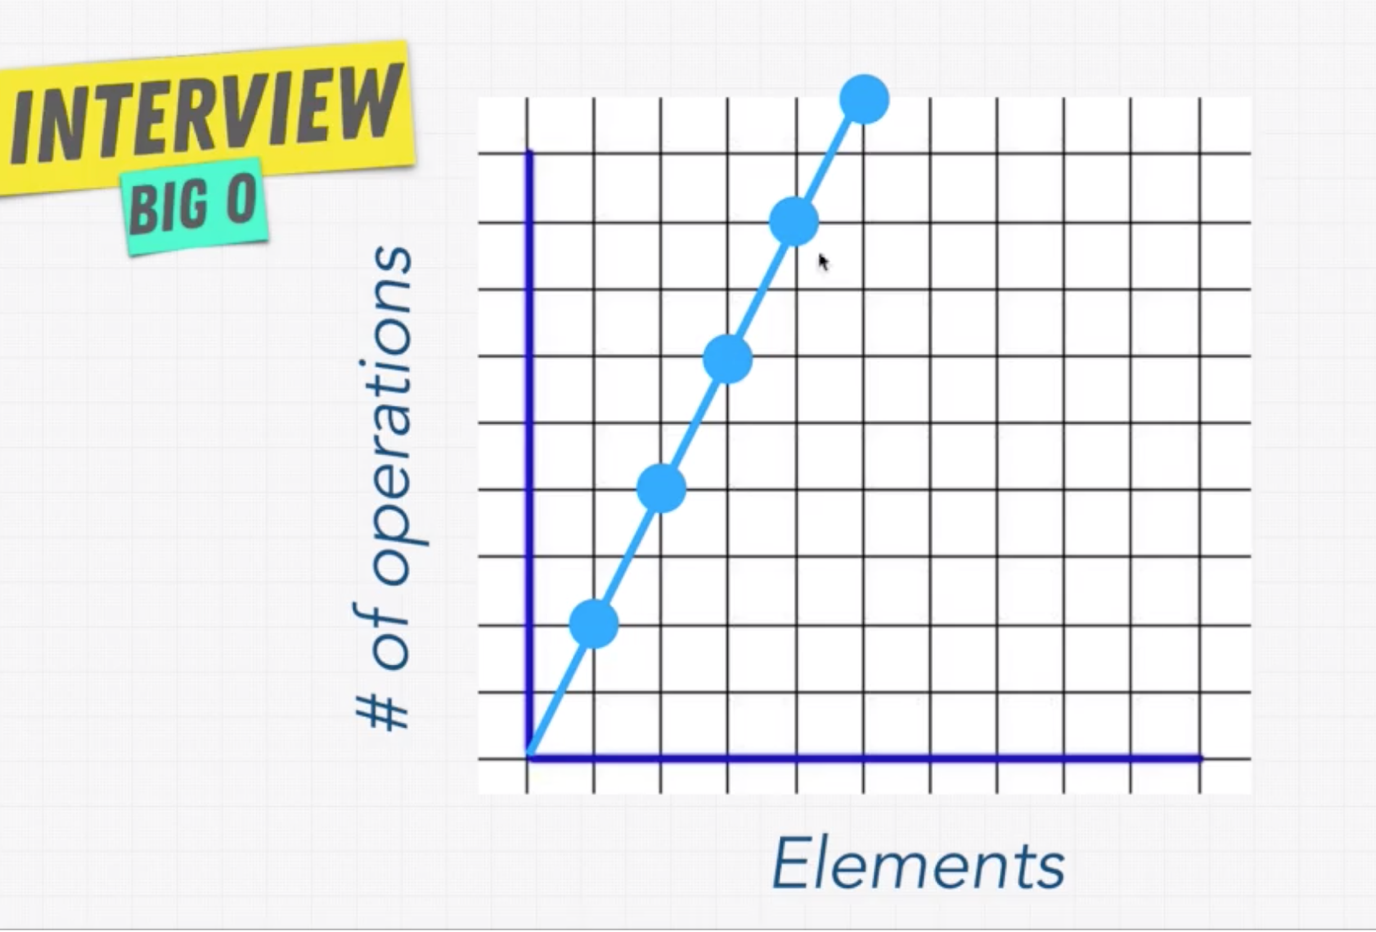 INTERVIEW
BIG O
# of operations
Elements